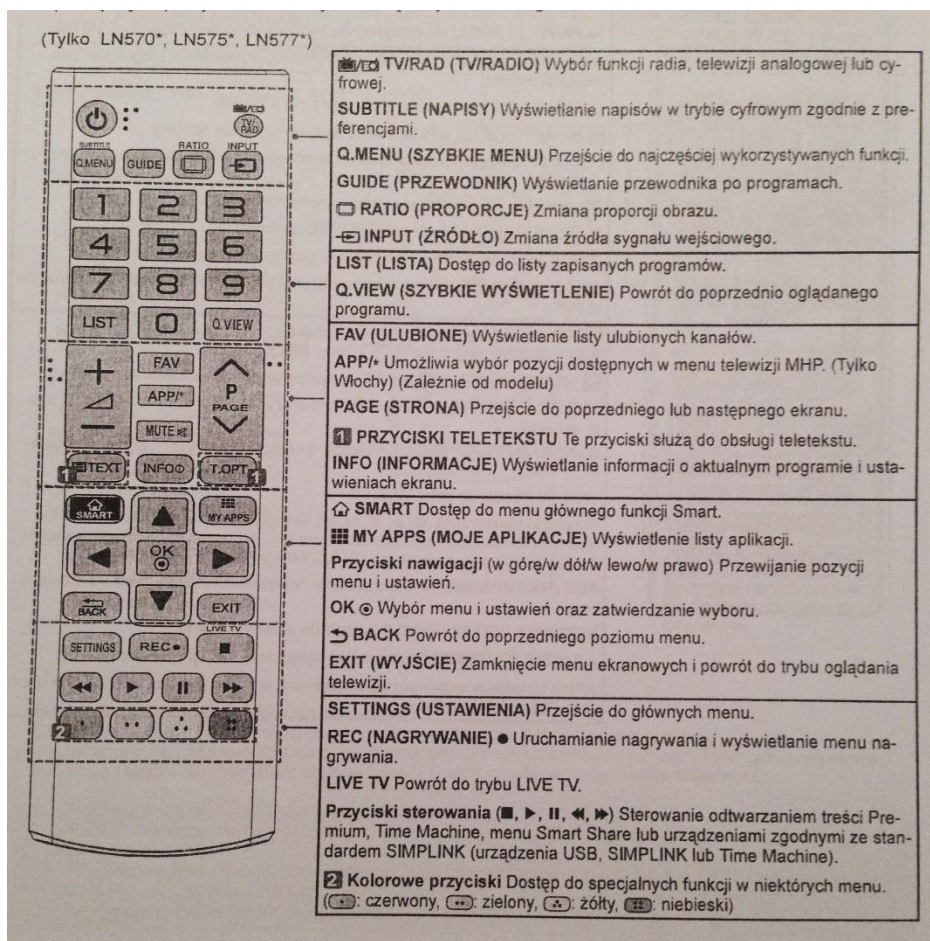 (Tylko LN570*, LN575*, LN577*)
TV/RAD
SUBTITLE
RATIO
INPUT
Q.MENU
GUIDE
1 2 3
4 5 6
7 8 9
LIST 0 Q.VIEW
FAV
APP/*
MUTE
P
PAGE
1 TEXT
INFO
T.OPT 1
SMART
MY APPS
OK
BACK
EXIT
LIVE TV
SETTINGS
REC●
■
◀◀ ▶ II ▶▶
2
TV/RAD (TV/RADIO) Wybór funkcji radia, telewizji analogowej lub cy-
frowej.
SUBTITLE (NAPISY) Wyświetlanie napisów w trybie cyfrowym zgodnie z pre-
ferencjami.
Q.MENU (SZYBKIE MENU) Przejście do najczęściej wykorzystywanych funkcji.
GUIDE (PRZEWODNIK) Wyświetlanie przewodnika po programach.
RATIO (PROPORCJE) Zmiana proporcji obrazu.
INPUT (ŹRÓDŁO) Zmiana źródła sygnału wejściowego.
LIST (LISTA) Dostęp do listy zapisanych programów.
Q.VIEW (SZYBKIE WYŚWIETLENIE) Powrót do poprzednio oglądanego
programu.
FAV (ULUBIONE) Wyświetlenie listy ulubionych kanałów.
APP/* Umożliwia wybór pozycji dostępnych w menu telewizji MHP. (Tylko
Włochy) (Zależnie od modelu)
PAGE (STRONA) Przejście do poprzedniego lub następnego ekranu.
1 PRZYCISKI TELETEKSTU Te przyciski służą do obsługi teletekstu.
INFO (INFORMACJE) Wyświetlanie informacji o aktualnym programie i usta-
wieniach ekranu.
SMART Dostęp do menu głównego funkcji Smart.
MY APPS (MOJE APLIKACJE) Wyświetlenie listy aplikacji.
Przyciski nawigacji (w górę/w dół/w lewo/w prawo) Przewijanie pozycji
menu i ustawień.
OK ⊙ Wybór menu i ustawień oraz zatwierdzanie wyboru.
BACK Powrót do poprzedniego poziomu menu.
EXIT (WYJŚCIE) Zamknięcie menu ekranowych i powrót do trybu oglądania
telewizji.
SETTINGS (USTAWIENIA) Przejście do głównych menu.
REC (NAGRYWANIE) ● Uruchamianie nagrywania i wyświetlanie menu na-
grywania.
LIVE TV Powrót do trybu LIVE TV.
Przyciski sterowania (■, ▶, II, ◀◀, ▶▶) Sterowanie odtwarzaniem treści Pre-
mium, Time Machine, menu Smart Share lub urządzeniami zgodnymi ze stan-
dardem SIMPLINK (urządzenia USB, SIMPLINK lub Time Machine).
2 Kolorowe przyciski Dostęp do specjalnych funkcji w niektórych menu.
(: czerwony, : zielony, : żółty, : niebieski)